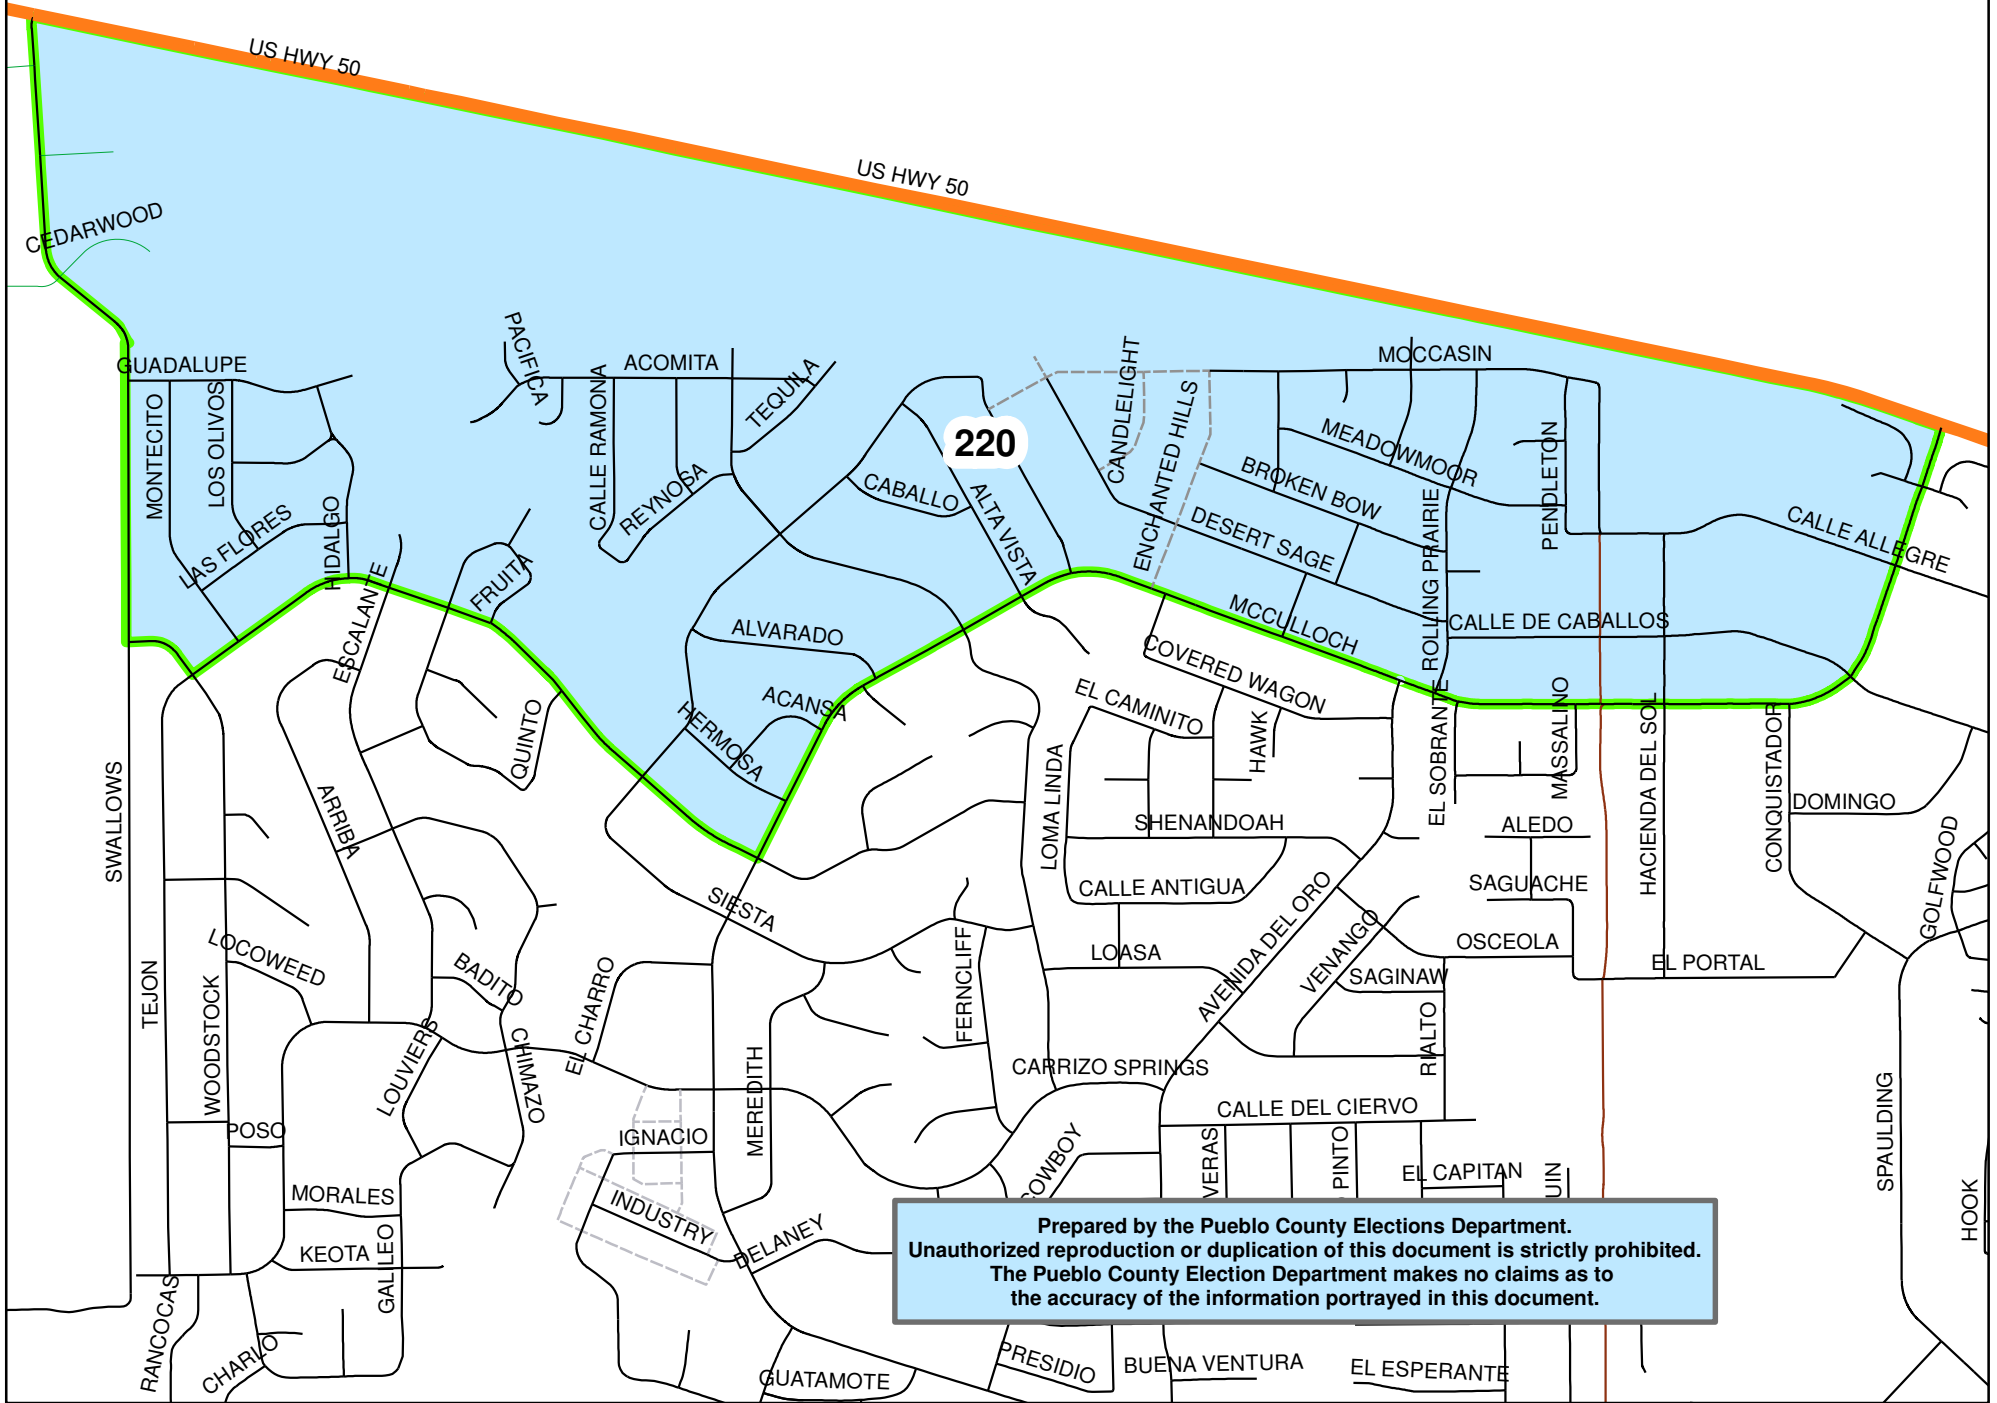 US HWY 50
US HWY 50
CEDARWOOD
GUADALUPE
PACIFICA
ACOMITA
TEQUILA
CANDLELIGHT
MOCCASIN
MONTECITO
LOS OLIVOS
CALLE RAMONA
REYNOSA
220
CABALLO
ALTA VISTA
ENCHANTED HILLS
MEADOWMOOR
BROKEN BOW
PENDLETON
LAS FLORES
HIDALGO
DESERT SAGE
ROLLING PRAIRIE
CALLE ALLEGRE
ESCALANTE
FRUITA
ALVARADO
MCCULLOCH
CALLE DE CABALLOS
COVERED WAGON
ACANSA
HERMOSA
QUINTO
EL CAMINITO
HAWK
EL SOBRANTE
MASSALINO
HACIENDA DEL SOL
CONQUISTADOR
SWALLOWS
ARRIBA
LOMA LINDA
SHENANDOAH
ALEDO
DOMINGO
GOLFWOOD
SIESTA
CALLE ANTIGUA
SAGUACHE
AVENIDA DEL ORO
VENANGO
OSCEOLA
LOCOWEED
BADITO
FERNCLIFF
LOASA
SAGINAW
EL PORTAL
TEJON
WOODSTOCK
EL CHARRO
LOUVIERS
CHIMAZO
MEREDITH
CARRIZO SPRINGS
RIALTO
CALLE DEL CIERVO
SPAULDING
POSO
IGNACIO
COWBOY
VERAS
PINTO
EL CAPITAN
UIN
HOOK
MORALES
INDUSTRY
DELANEY
KEOTA
GALILEO
RANCOCAS
CHARLO
GUATAMOTE
PRESIDIO
BUENA VENTURA
EL ESPERANTE
Prepared by the Pueblo County Elections Department.
Unauthorized reproduction or duplication of this document is strictly prohibited.
The Pueblo County Election Department makes no claims as to
the accuracy of the information portrayed in this document.